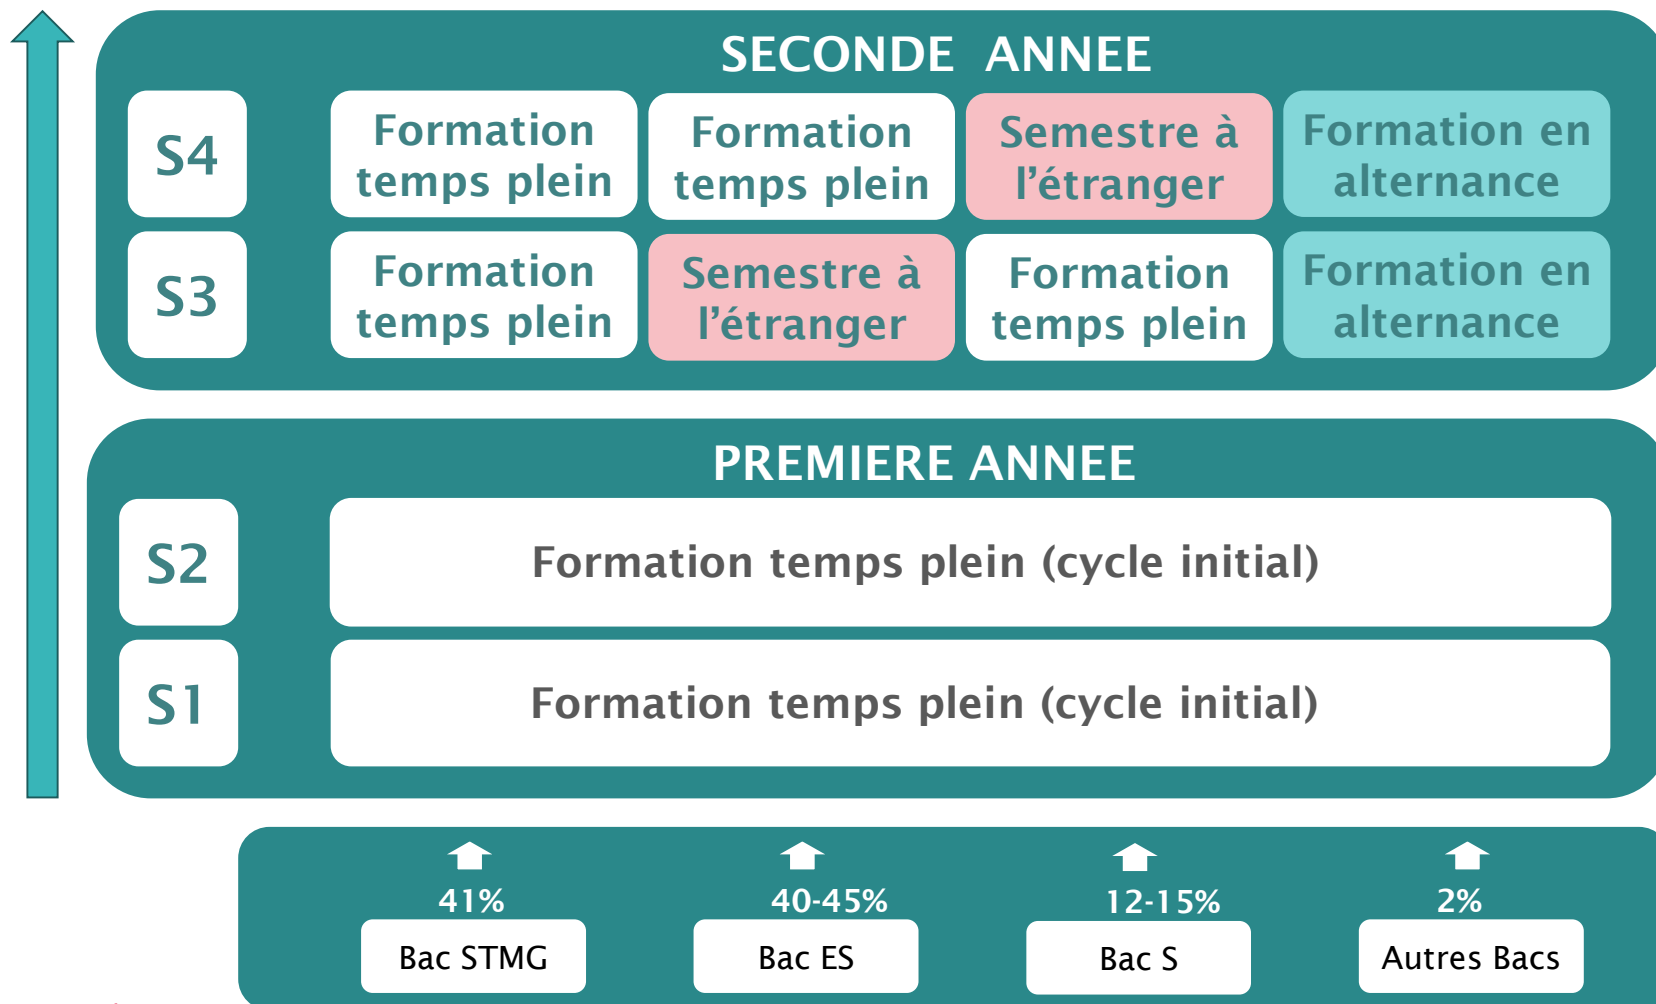 SECONDE ANNEE
S4
Formation
temps plein
Formation
temps plein
Semestre à
l’étranger
Formation en
alternance
S3
Formation
temps plein
Semestre à
l’étranger
Formation
temps plein
Formation en
alternance
PREMIERE ANNEE
S2
Formation temps plein (cycle initial)
S1
Formation temps plein (cycle initial)
41%
40-45%
12-15%
2%
Bac STMG
Bac ES
Bac S
Autres Bacs